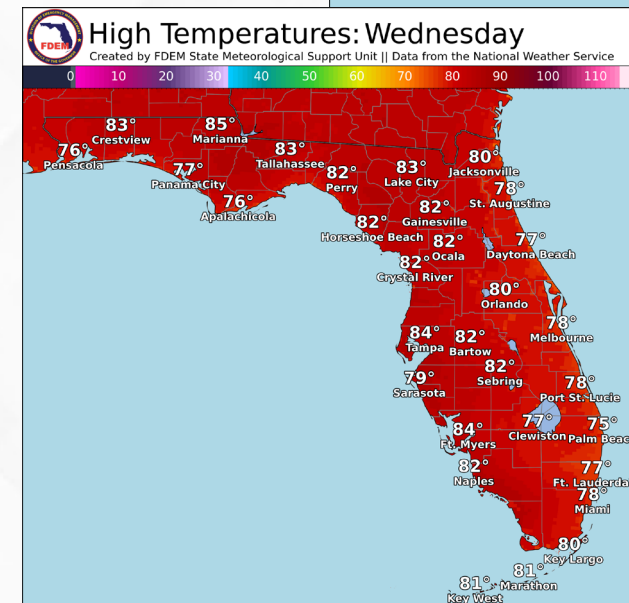 FDEM
High Temperatures: Wednesday
Created by FDEM State Meteorological Support Unit || Data from the National Weather Service
0 10 20 30 40 50 60 70 80 90 100 110
83°
Crestview
85°
Marianna
76°
Pensacola
83°
Tallahassee
77°
Panama City
82°
Perry
83°
Lake City
80°
Jacksonville
76°
Apalachicola
78°
St. Augustine
82°
Gainesville
82°
Horseshoe Beach
82°
Ocala
77°
Daytona Beach
82°
Crystal River
80°
Orlando
78°
Melbourne
84°
Tampa
82°
Bartow
82°
Sebring
79°
Sarasota
78°
Port St. Lucie
77°
Clewiston
75°
Palm Beac
84°
Ft. Myers
82°
Naples
77°
Ft. Lauderda
78°
Miami
80°
Key Largo
81°
Marathon
81°
Key West